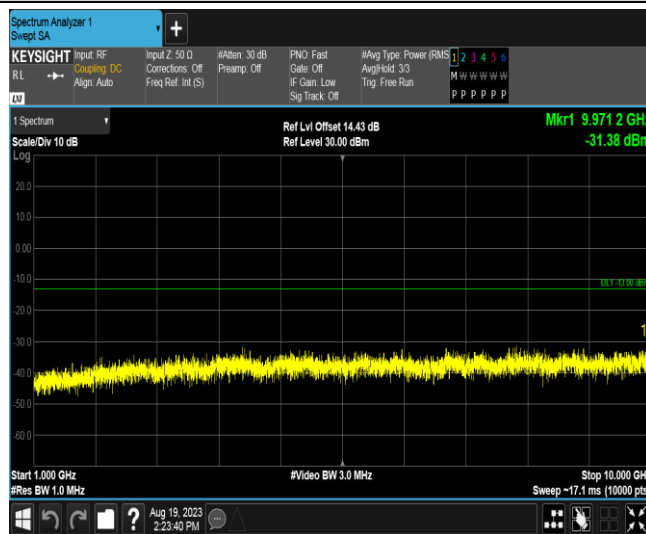 Spectrum Analyzer 1
Swept SA
+
KEYSIGHT Input: RF Input Z: 50 Ω #Atten: 30 dB PNO: Fast #Avg Type: Power (RMS 1 2 3 4 5 6
RL Coupling: DC Corrections: Off Preamp: Off Gate: Off Avg|Hold: 3/3 M W W W W W
Align: Auto Freq Ref: Int (S) IF Gain: Low Trig: Free Run
LXI Sig Track: Off P P P P P P
1 Spectrum Ref Lvl Offset 14.43 dB Mkr1 9.971 2 GHz
Scale/Div 10 dB Ref Level 30.00 dBm -31.38 dBm
Log
20.0
10.0
0.00
-10.0
DL1 -13.00 dBm
-20.0
-30.0
1
-40.0
-50.0
-60.0
Start 1.000 GHz #Video BW 3.0 MHz Stop 10.000 GH
#Res BW 1.0 MHz Sweep ~17.1 ms (10000 pts
? Aug 19, 2023
2:23:40 PM